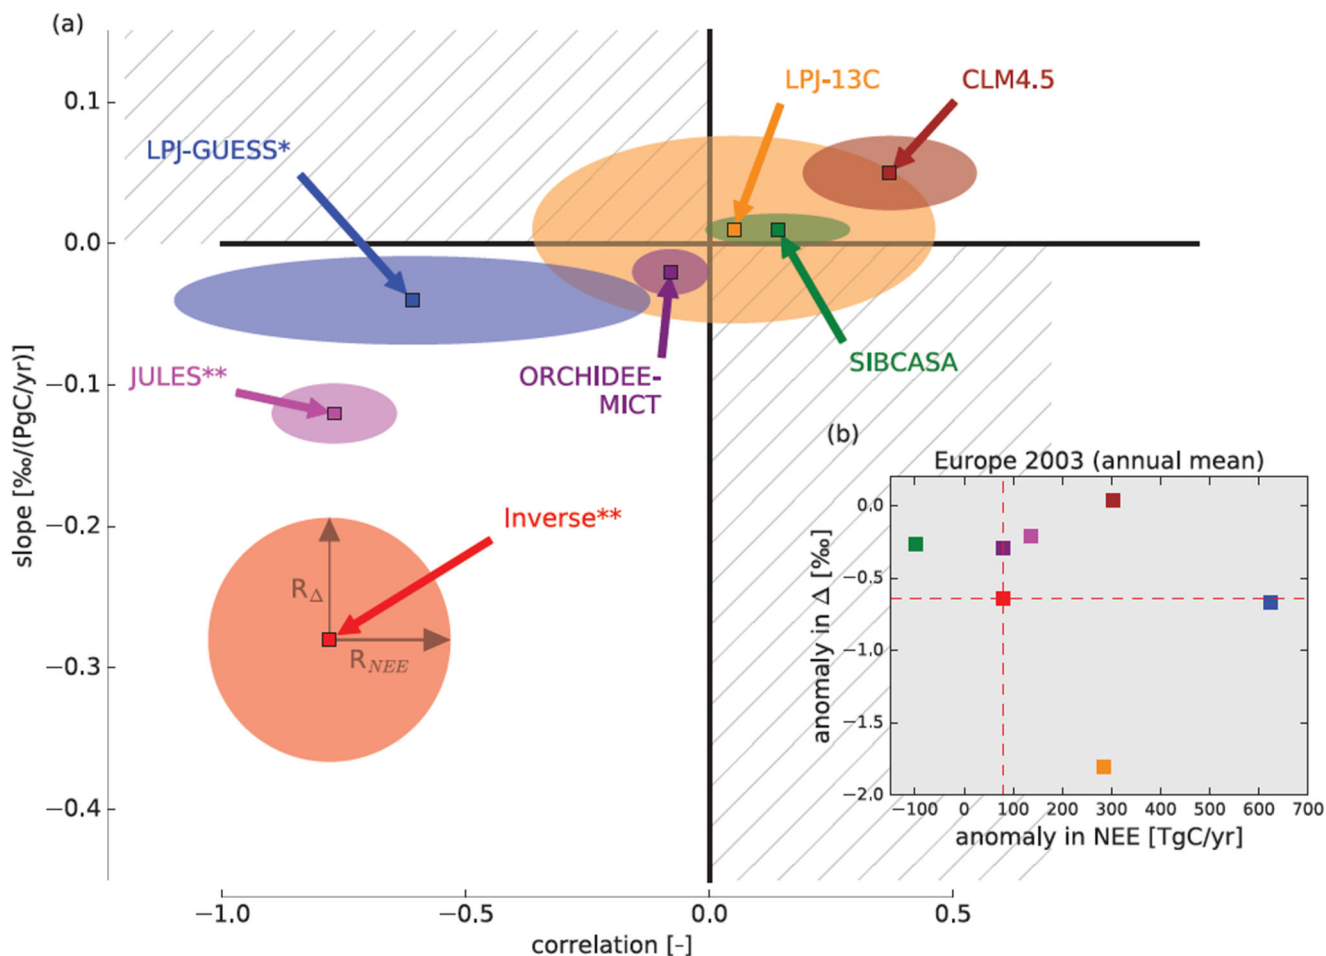 (a)
LPJ-13C
CLM4.5
LPJ-GUESS*
JULES**
ORCHIDEE-
MICT
SIBCASA
Inverse**
R_Δ
R_NEE
0.1
0.0
−0.1
−0.2
−0.3
−0.4
slope [‰/(PgC/yr)]
−1.0
−0.5
0.0
0.5
correlation [-]
(b)
Europe 2003 (annual mean)
0.0
−0.5
−1.0
−1.5
−2.0
anomaly in Δ [‰]
−100 0 100 200 300 400 500 600 700
anomaly in NEE [TgC/yr]